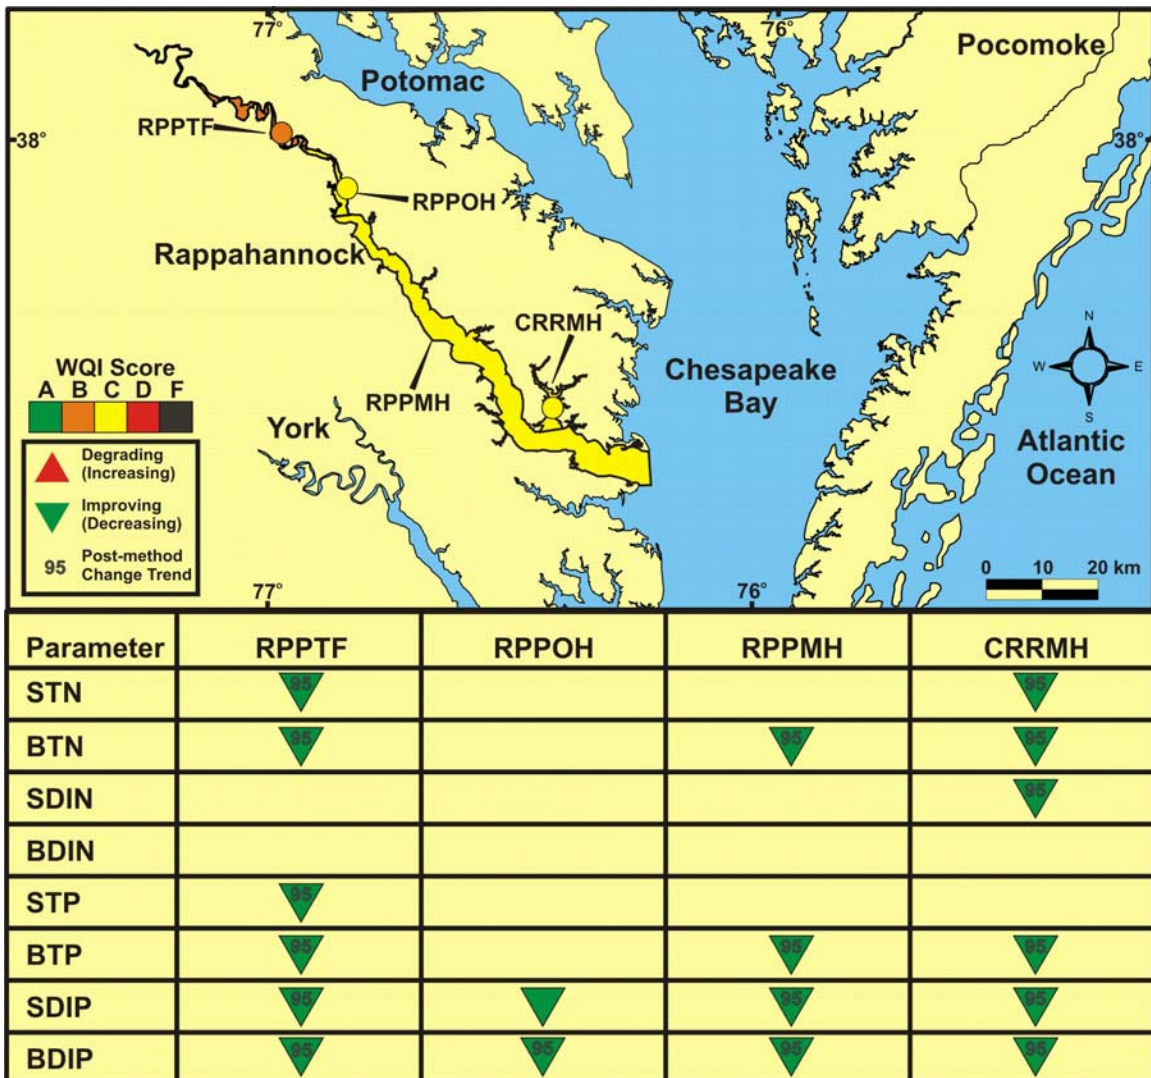 77°
76°
Pocomoke
Potomac
RPPTF
38°
38°
RPPOH
Rappahannock
CRRMH
N
W E
S
WQI Score
A B C D F
RPPMH
Chesapeake
Bay
York
Atlantic
Ocean
Degrading
(Increasing)
Improving
(Decreasing)
95 Post-method
Change Trend
0 10 20 km
77°
76°
Parameter RPPTF RPPOH RPPMH CRRMH
STN 95 95
BTN 95 95 95
SDIN 95
BDIN
STP 95
BTP 95 95 95
SDIP 95 95 95
BDIP 95 95 95 95